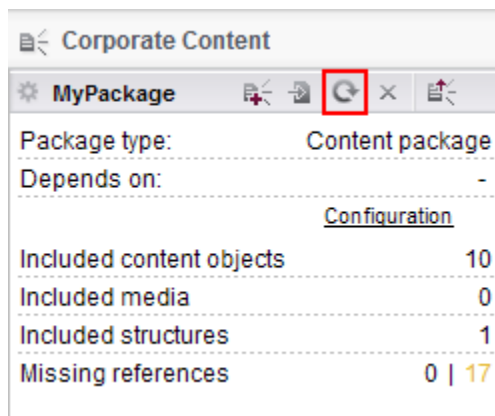 Corporate Content
MyPackage
Package type: Content package
Depends on: -
Configuration
Included content objects 10
Included media 0
Included structures 1
Missing references 0 | 17